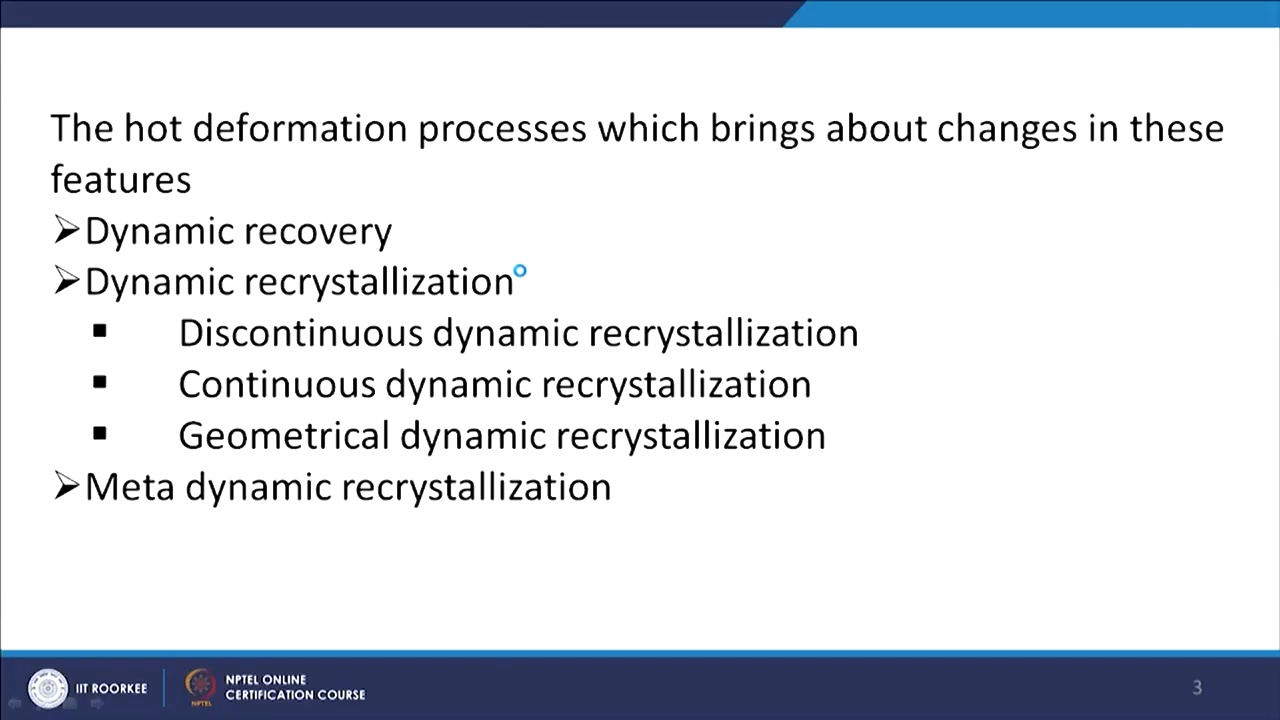 The hot deformation processes which brings about changes in these
features
➢Dynamic recovery
➢Dynamic recrystallization
▪ Discontinuous dynamic recrystallization
▪ Continuous dynamic recrystallization
▪ Geometrical dynamic recrystallization
➢Meta dynamic recrystallization
IIT ROORKEE
NPTEL
NPTEL ONLINE
CERTIFICATION COURSE
3